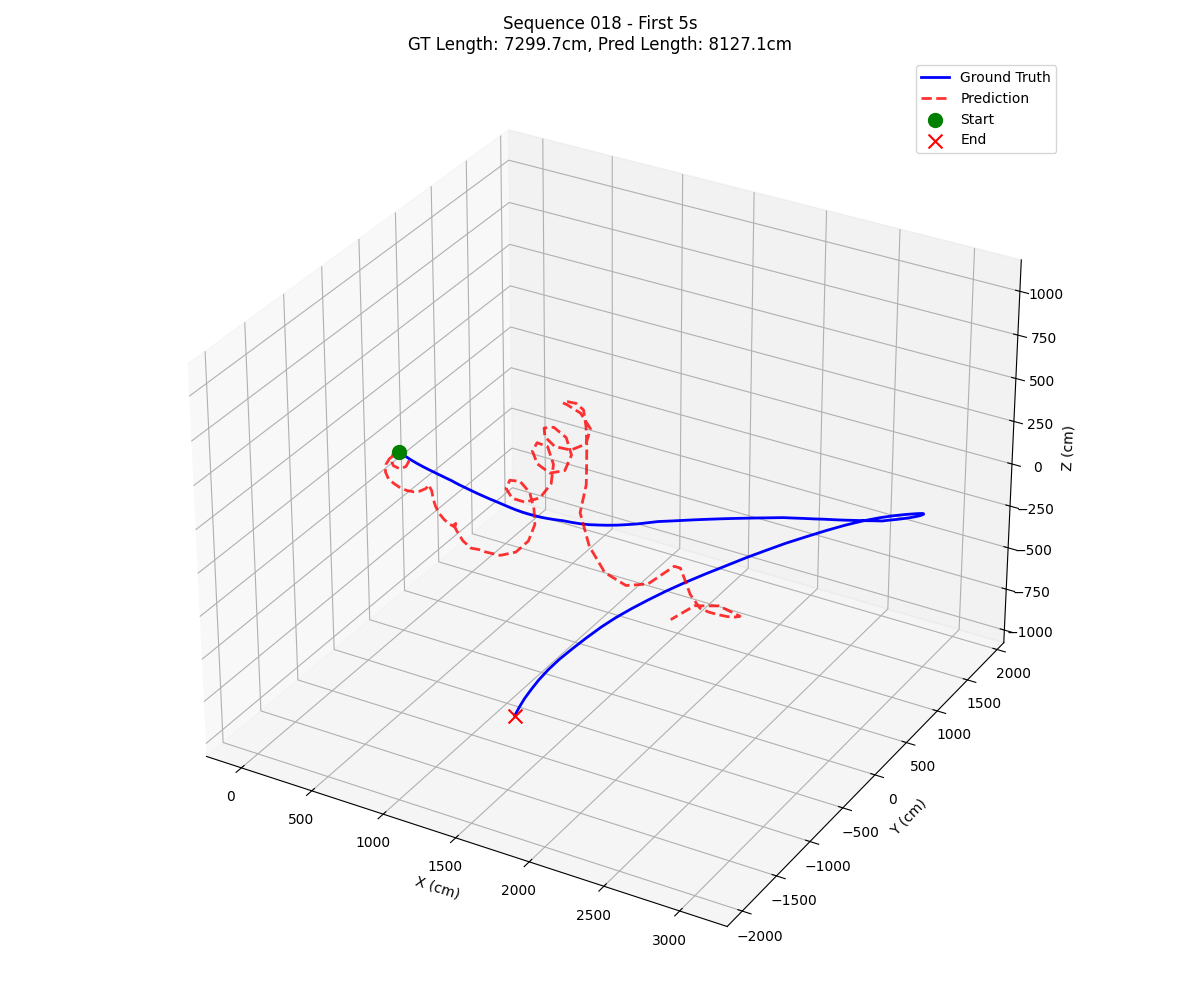 Sequence 018 - First 5s
GT Length: 7299.7cm, Pred Length: 8127.1cm
Ground Truth
Prediction
Start
End
1000
750
500
250
0
−250
−500
−750
−1000
Z (cm)
2000
1500
1000
500
0
−500
−1000
−1500
−2000
Y (cm)
0
500
1000
1500
2000
2500
3000
X (cm)